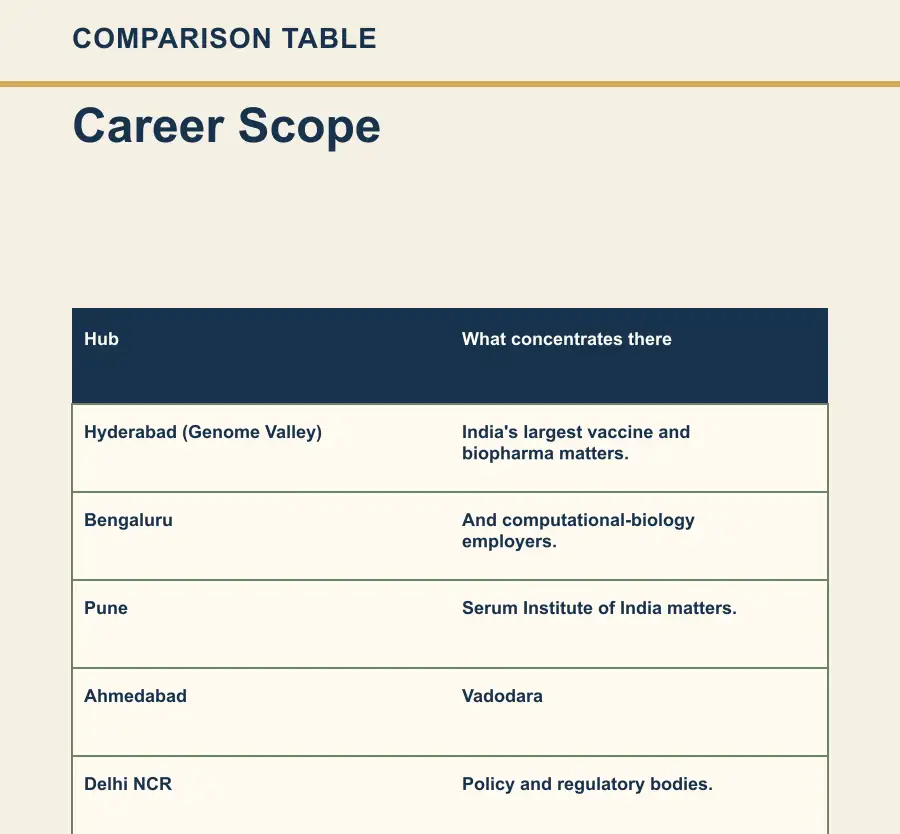 COMPARISON TABLE
Career Scope
Hub What concentrates there
Hyderabad (Genome Valley) India's largest vaccine and
biopharma matters.
Bengaluru And computational-biology
employers.
Pune Serum Institute of India matters.
Ahmedabad Vadodara
Delhi NCR Policy and regulatory bodies.